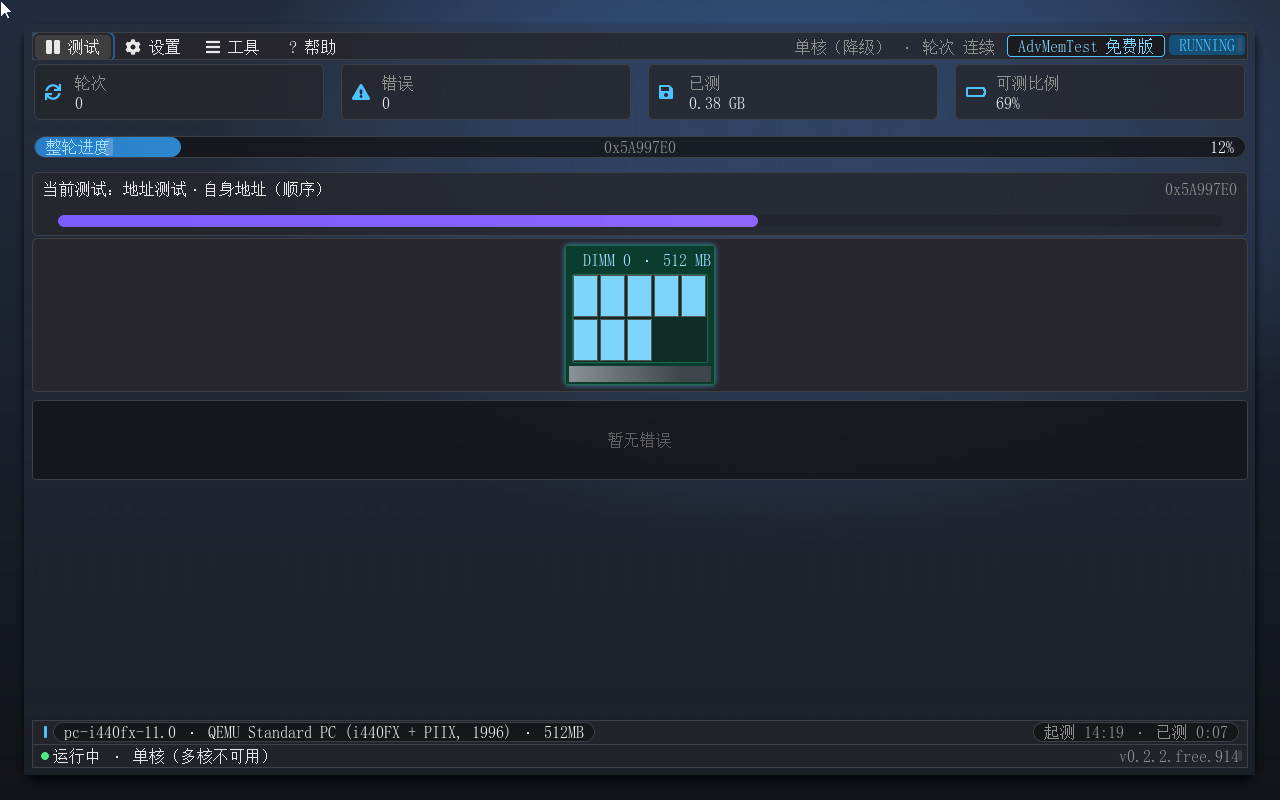 测试 设置 工具 ? 帮助 单核（降级） · 轮次 连续 AdvMemTest 免费版 RUNNING
轮次 错误 已测 可测比例
0 0 0.38 GB 69%
整轮进度 0x5A997E0 12%
当前测试: 地址测试 · 自身地址（顺序） 0x5A997E0
DIMM 0 · 512 MB
暂无错误
pc-i440fx-11.0 · QEMU Standard PC (i440FX + PIIX, 1996) · 512MB 起测 14:19 · 已测 0:07
运行中 · 单核（多核不可用） v0.2.2.free.914